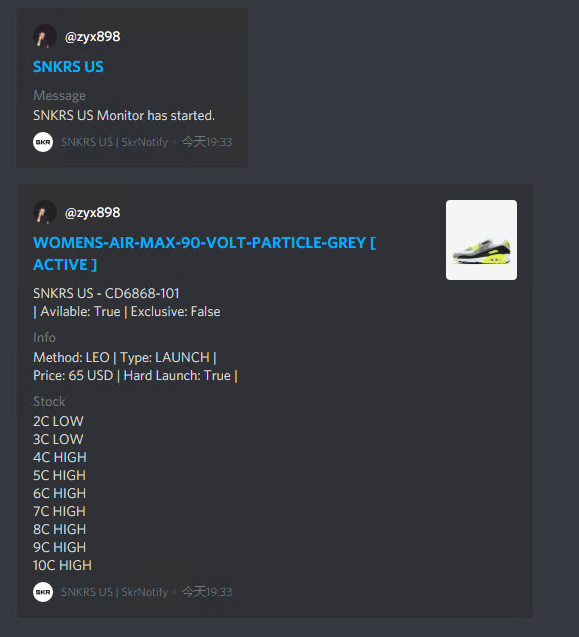 @zyx898
SNKRS US
Message
SNKRS US Monitor has started.
SKR SNKRS US | SkrNotify • 今天19:33
@zyx898
WOMENS-AIR-MAX-90-VOLT-PARTICLE-GREY [
ACTIVE ]
SNKRS US - CD6868-101
| Avilable: True | Exclusive: False
Info
Method: LEO | Type: LAUNCH |
Price: 65 USD | Hard Launch: True |
Stock
2C LOW
3C LOW
4C HIGH
5C HIGH
6C HIGH
7C HIGH
8C HIGH
9C HIGH
10C HIGH
SKR SNKRS US | SkrNotify • 今天19:33